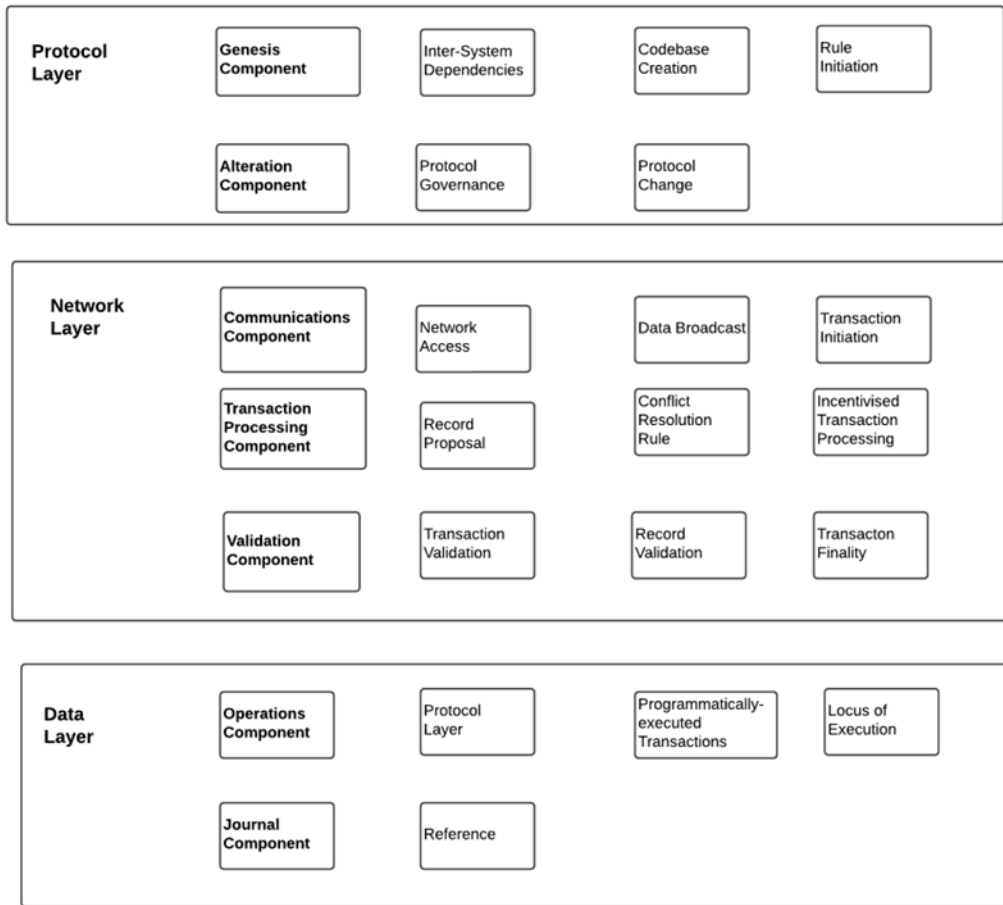 Protocol
Layer
Genesis
Component
Inter-System
Dependencies
Codebase
Creation
Rule
Initiation
Alteration
Component
Protocol
Governance
Protocol
Change
Network
Layer
Communications
Component
Network
Access
Data Broadcast
Transaction
Initiation
Transaction
Processing
Component
Record
Proposal
Conflict
Resolution
Rule
Incentivised
Transaction
Processing
Validation
Component
Transaction
Validation
Record
Validation
Transacton
Finality
Data
Layer
Operations
Component
Protocol
Layer
Programmatically-
executed
Transactions
Locus of
Execution
Journal
Component
Reference